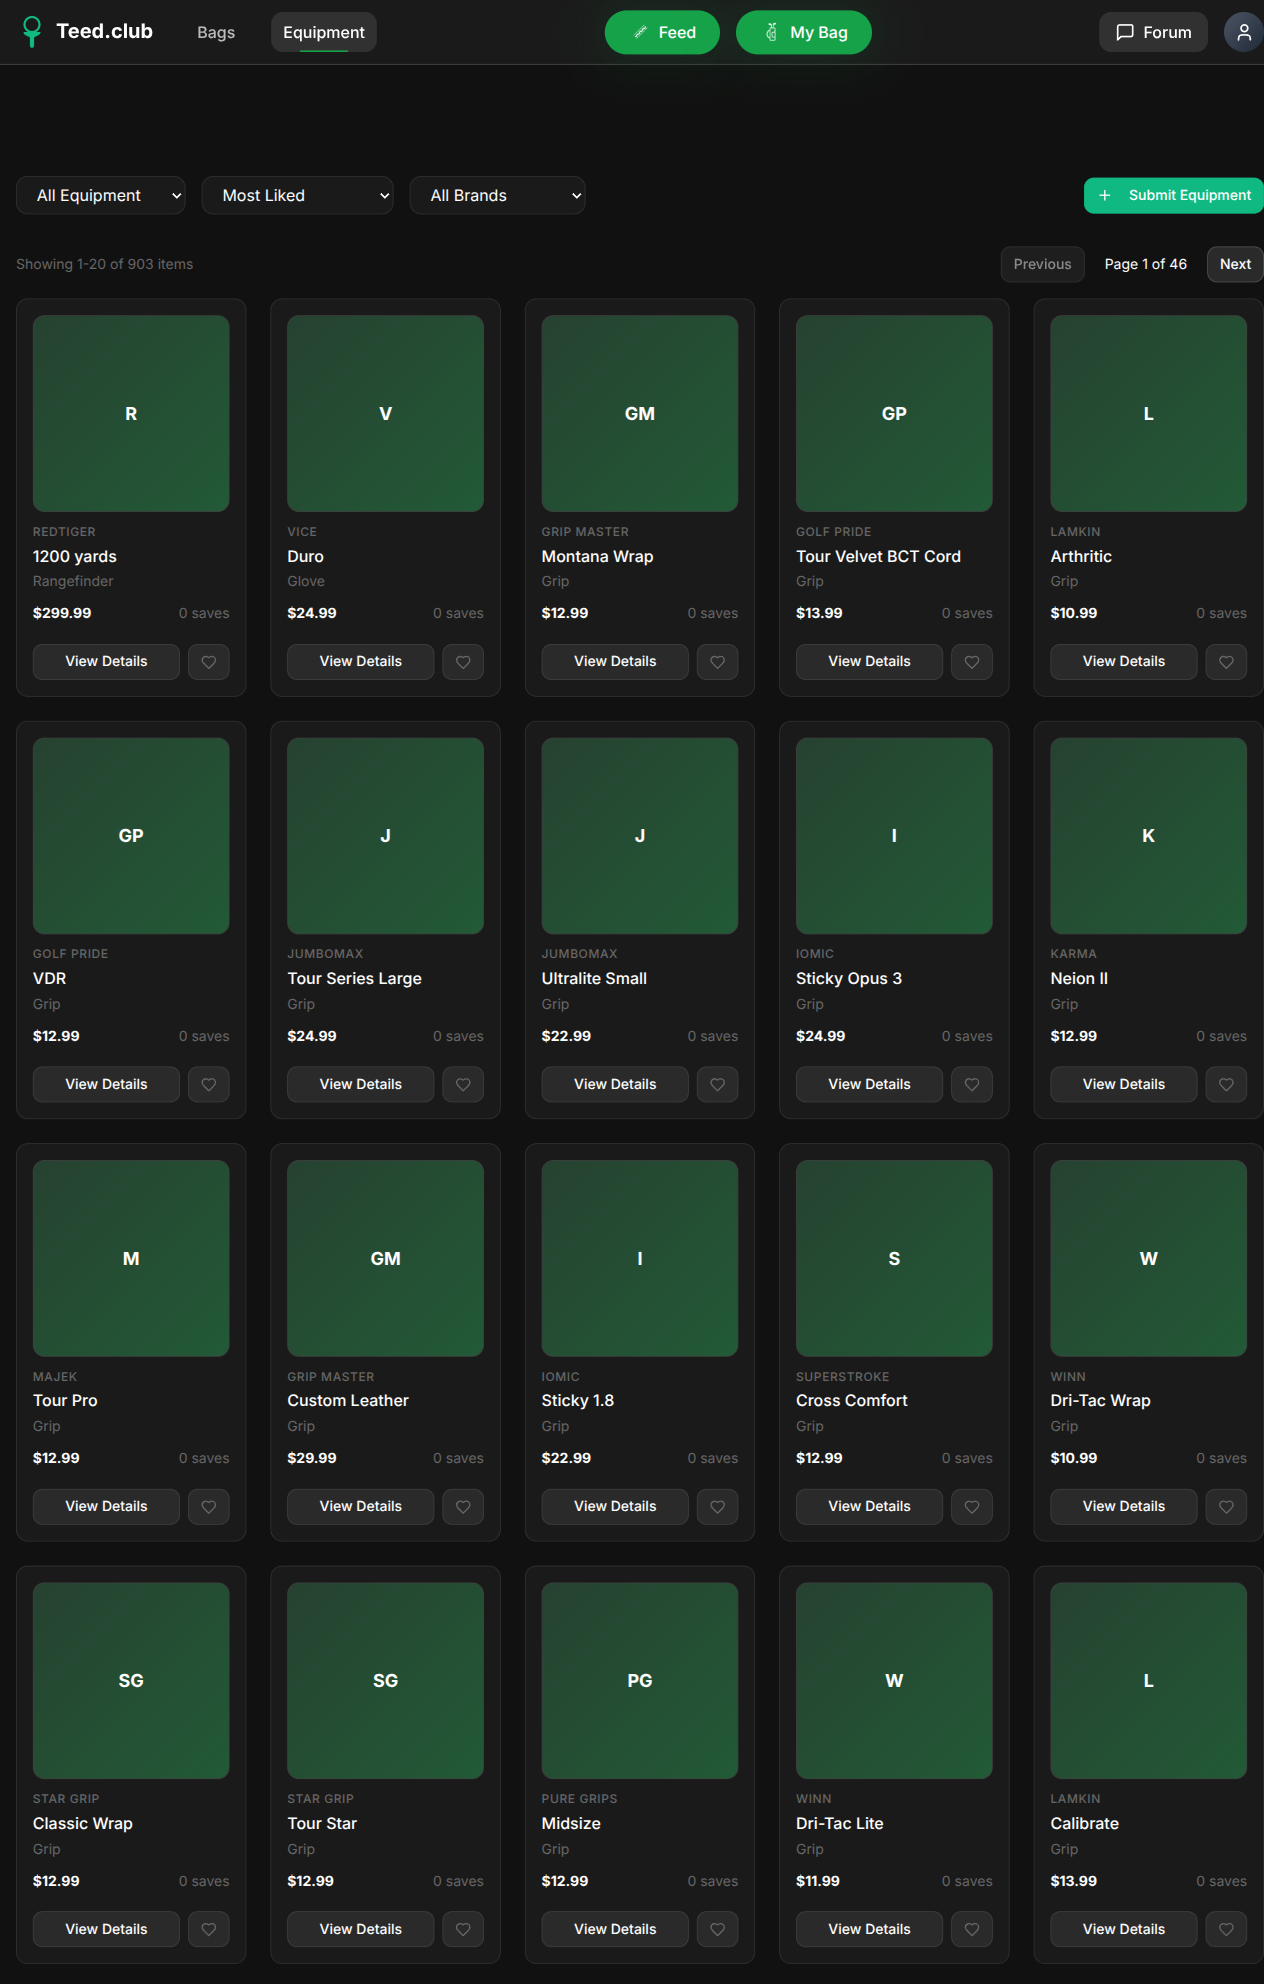 Teed.club
Bags
Equipment
Feed
My Bag
Forum
All Equipment
Most Liked
All Brands
+ Submit Equipment
Showing 1-20 of 903 items
Previous
Page 1 of 46
Next
R
REDTIGER
1200 yards
Rangefinder
$299.99
0 saves
View Details
V
VICE
Duro
Glove
$24.99
0 saves
View Details
GM
GRIP MASTER
Montana Wrap
Grip
$12.99
0 saves
View Details
GP
GOLF PRIDE
Tour Velvet BCT Cord
Grip
$13.99
0 saves
View Details
L
LAMKIN
Arthritic
Grip
$10.99
0 saves
View Details
GP
GOLF PRIDE
VDR
Grip
$12.99
0 saves
View Details
J
JUMBOMAX
Tour Series Large
Grip
$24.99
0 saves
View Details
J
JUMBOMAX
Ultralite Small
Grip
$22.99
0 saves
View Details
I
IOMIC
Sticky Opus 3
Grip
$24.99
0 saves
View Details
K
KARMA
Neion II
Grip
$12.99
0 saves
View Details
M
MAJEK
Tour Pro
Grip
$12.99
0 saves
View Details
GM
GRIP MASTER
Custom Leather
Grip
$29.99
0 saves
View Details
I
IOMIC
Sticky 1.8
Grip
$22.99
0 saves
View Details
S
SUPERSTROKE
Cross Comfort
Grip
$12.99
0 saves
View Details
W
WINN
Dri-Tac Wrap
Grip
$10.99
0 saves
View Details
SG
STAR GRIP
Classic Wrap
Grip
$12.99
0 saves
View Details
SG
STAR GRIP
Tour Star
Grip
$12.99
0 saves
View Details
PG
PURE GRIPS
Midsize
Grip
$12.99
0 saves
View Details
W
WINN
Dri-Tac Lite
Grip
$11.99
0 saves
View Details
L
LAMKIN
Calibrate
Grip
$13.99
0 saves
View Details